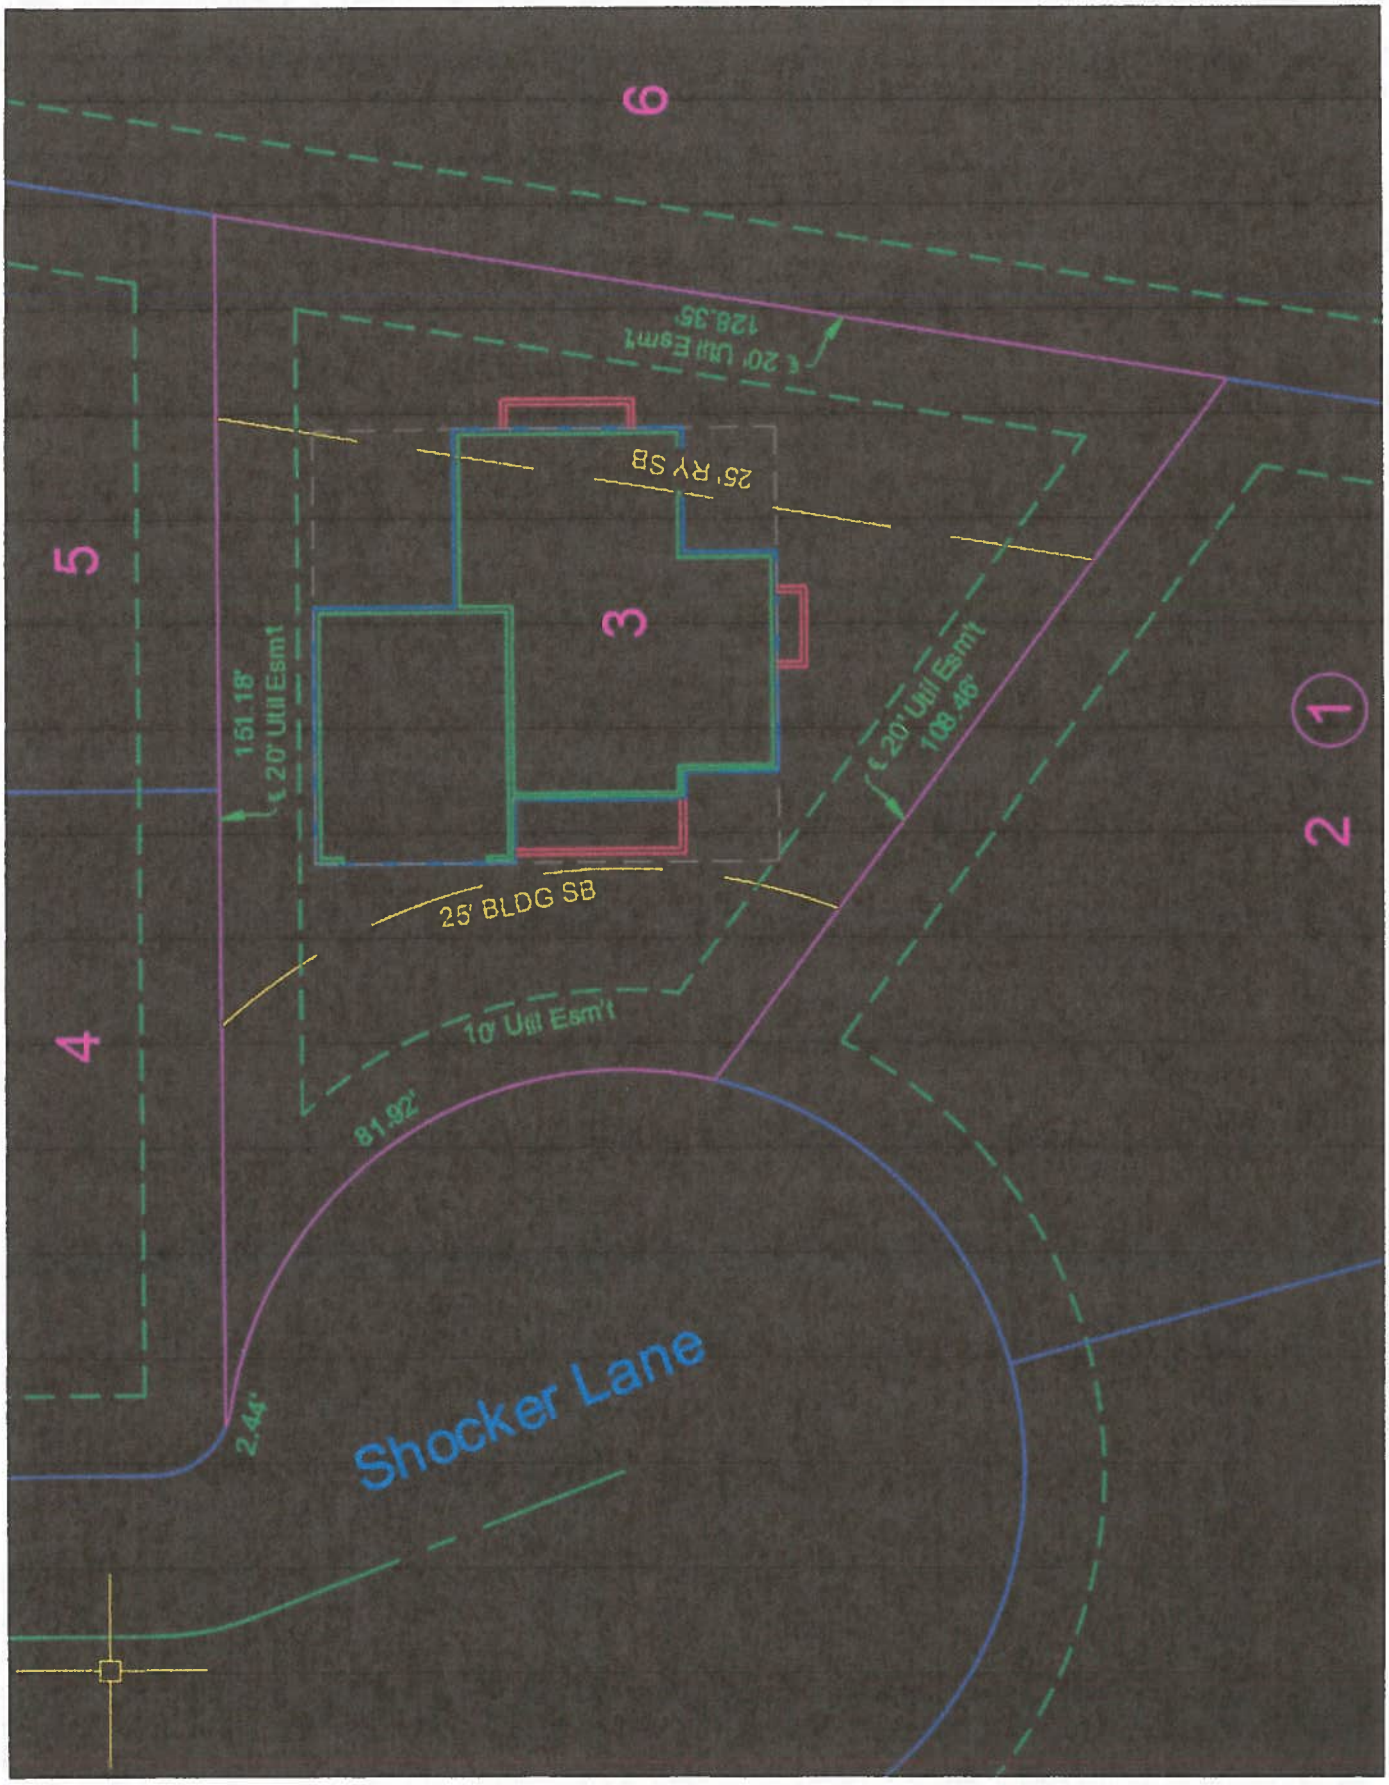 6
128.35'
℄ 20' Util Esm't
25' RY SB
5
3
151.18'
℄ 20' Util Esm't
℄ 20' Util Esm't
108.46'
1
2
25' BLDG SB
10' Util Esm't
4
81.92'
2.44'
Shocker Lane